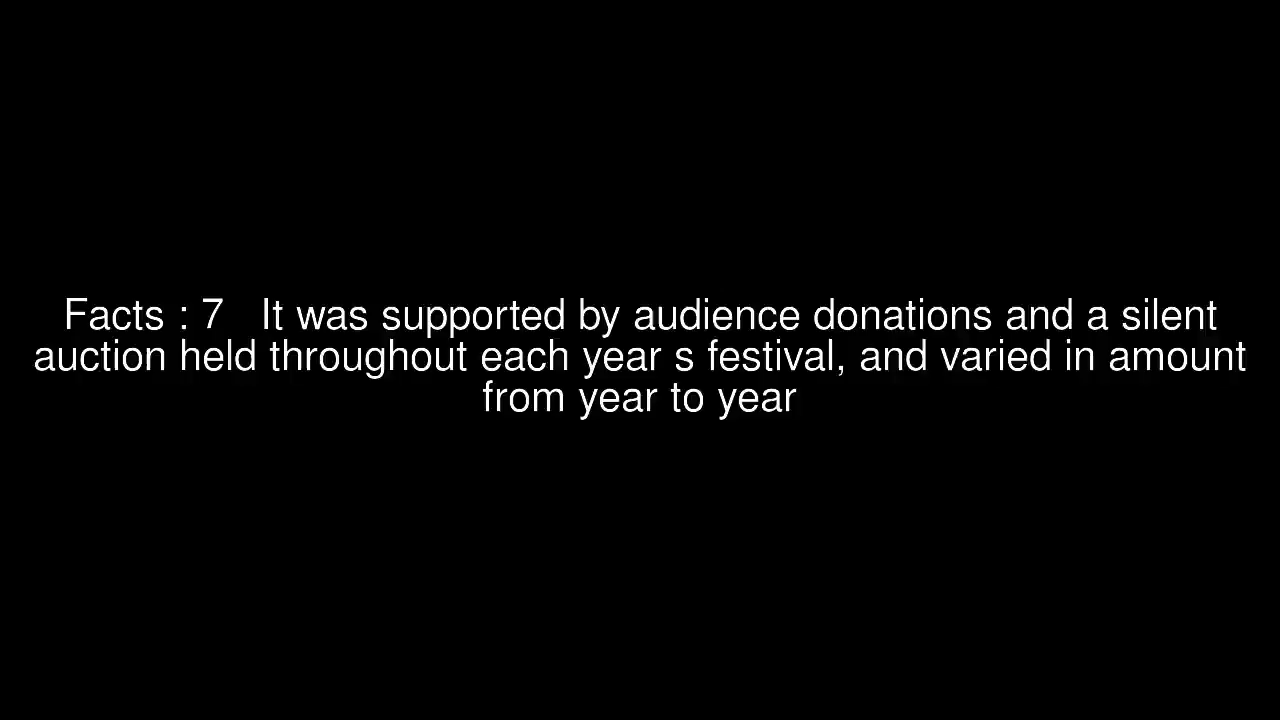 Facts : 7   It was supported by audience donations and a silent
auction held throughout each year s festival, and varied in amount
from year to year